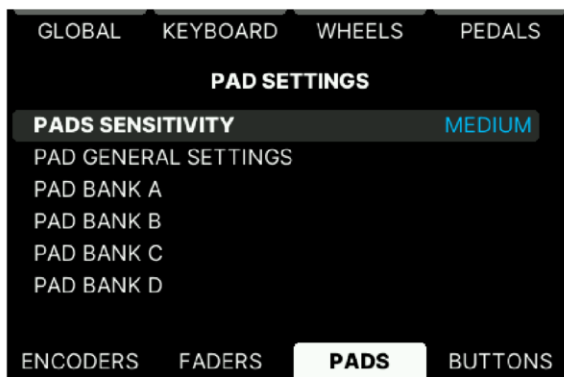 GLOBAL KEYBOARD WHEELS PEDALS
PAD SETTINGS
PADS SENSITIVITY MEDIUM
PAD GENERAL SETTINGS
PAD BANK A
PAD BANK B
PAD BANK C
PAD BANK D
ENCODERS FADERS PADS BUTTONS